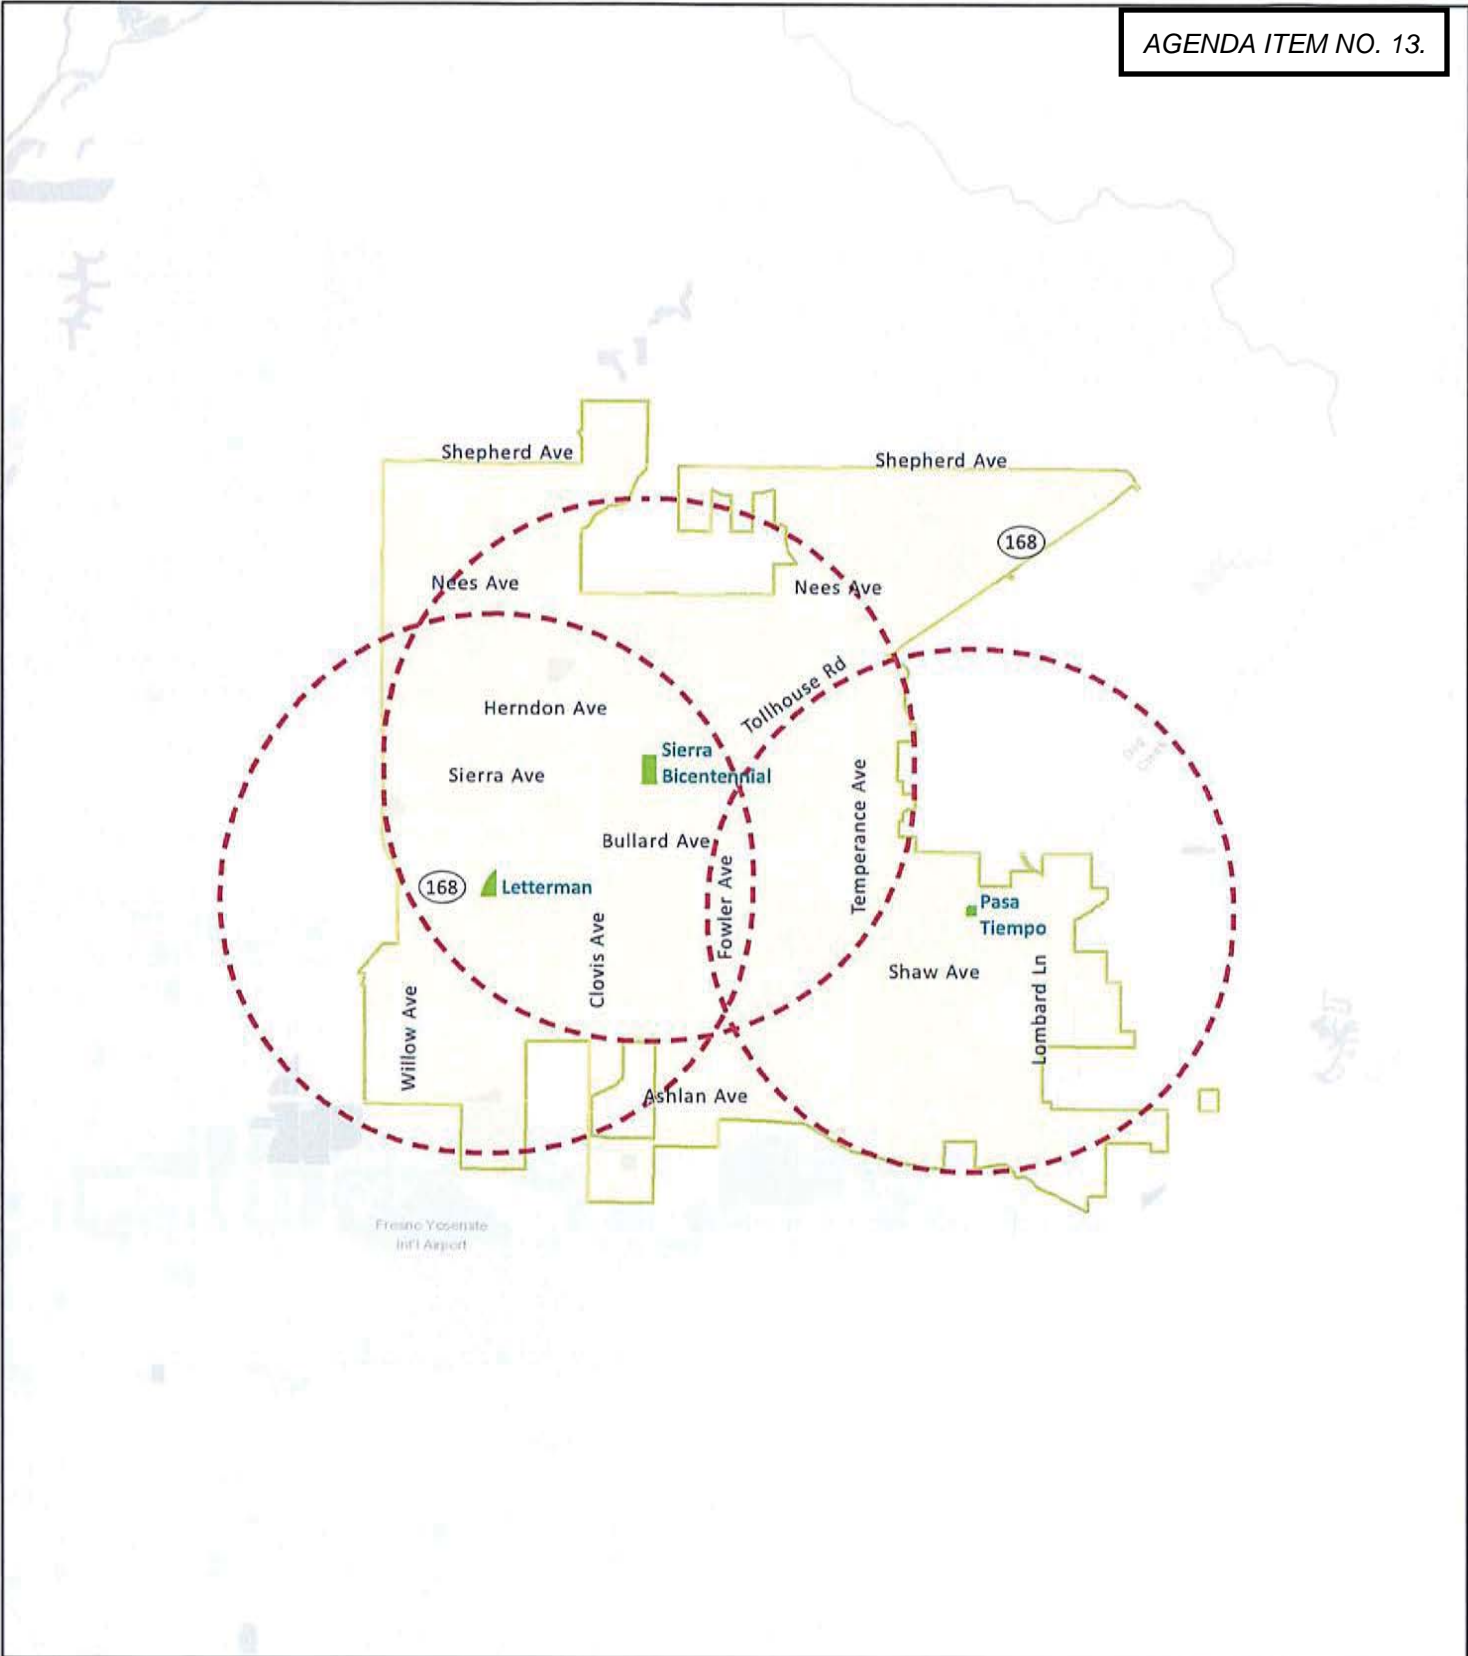 AGENDA ITEM NO. 13.
Shepherd Ave
Shepherd Ave
168
Nees Ave
Nees Ave
Tollhouse Rd
Herndon Ave
Sierra
Bicentennial
Sierra Ave
Temperance Ave
Bullard Ave
Fowler Ave
168
Letterman
Pasa
Tiempo
Clovis Ave
Shaw Ave
Lombard Ln
Willow Ave
Ashlan Ave
Fresno Yosemite
Int'l Airport